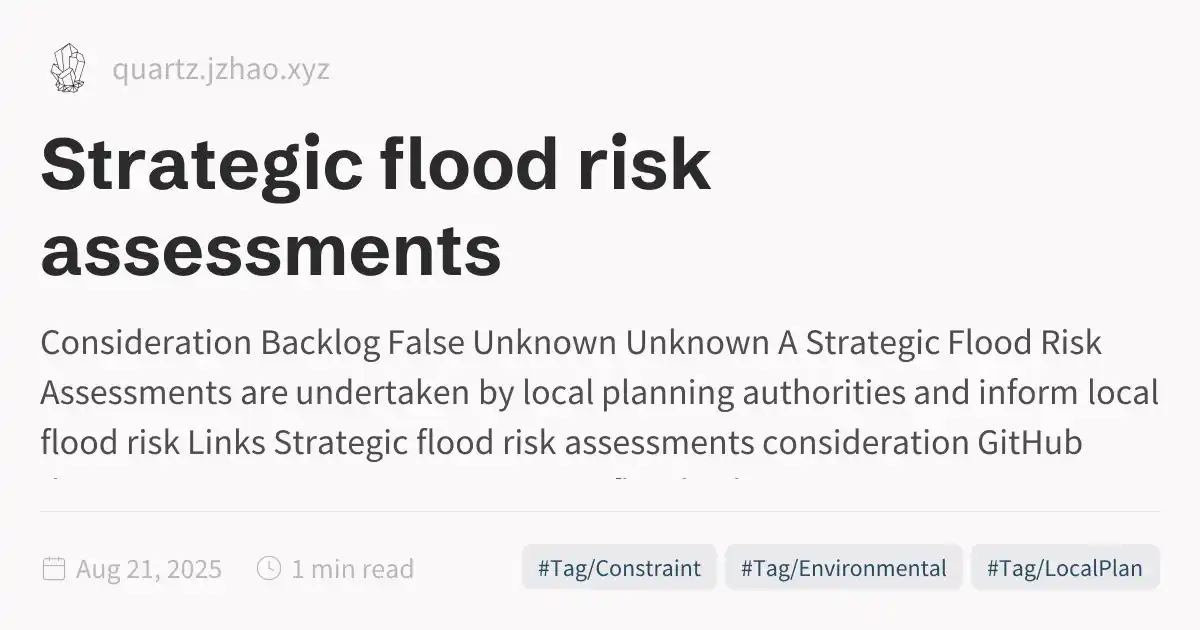 quartz.jzhao.xyz
Strategic flood risk
assessments
Consideration Backlog False Unknown Unknown A Strategic Flood Risk
Assessments are undertaken by local planning authorities and inform local
flood risk Links Strategic flood risk assessments consideration GitHub
Aug 21, 2025
1 min read
#Tag/Constraint
#Tag/Environmental
#Tag/LocalPlan